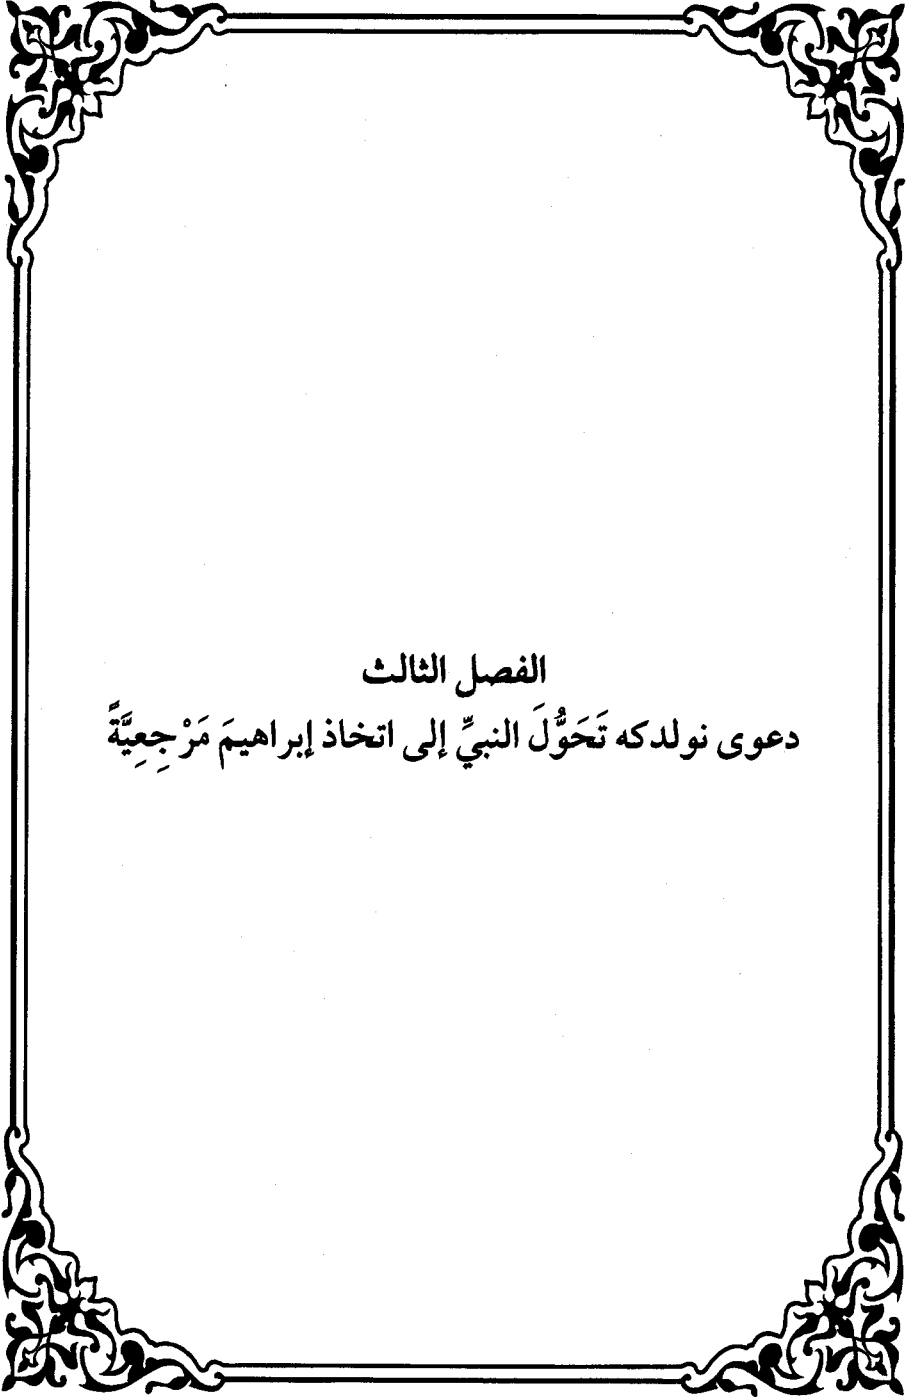 الفصل الثالث
دعوى نولدكه تَحَوُّلَ النبيِّ إلى اتخاذ إبراهيمَ مَرْجِعِيَّةً